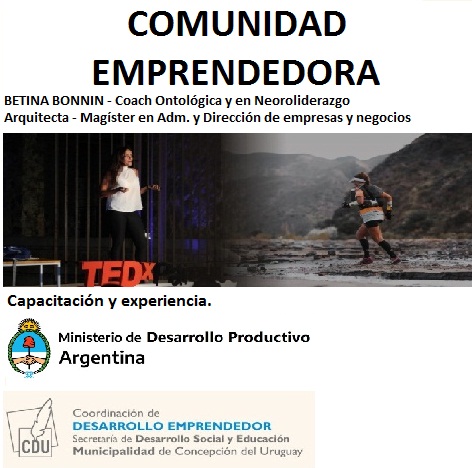 COMUNIDAD
EMPRENDEDORA
BETINA BONNIN - Coach Ontológica y en Neoroliderazgo
Arquitecta - Magíster en Adm. y Dirección de empresas y negocios
TEDx
Capacitación y experiencia.
Ministerio de Desarrollo Productivo
Argentina
CDU
Coordinación de
DESARROLLO EMPRENDEDOR
Secretaría de Desarrollo Social y Educación
Municipalidad de Concepción del Uruguay